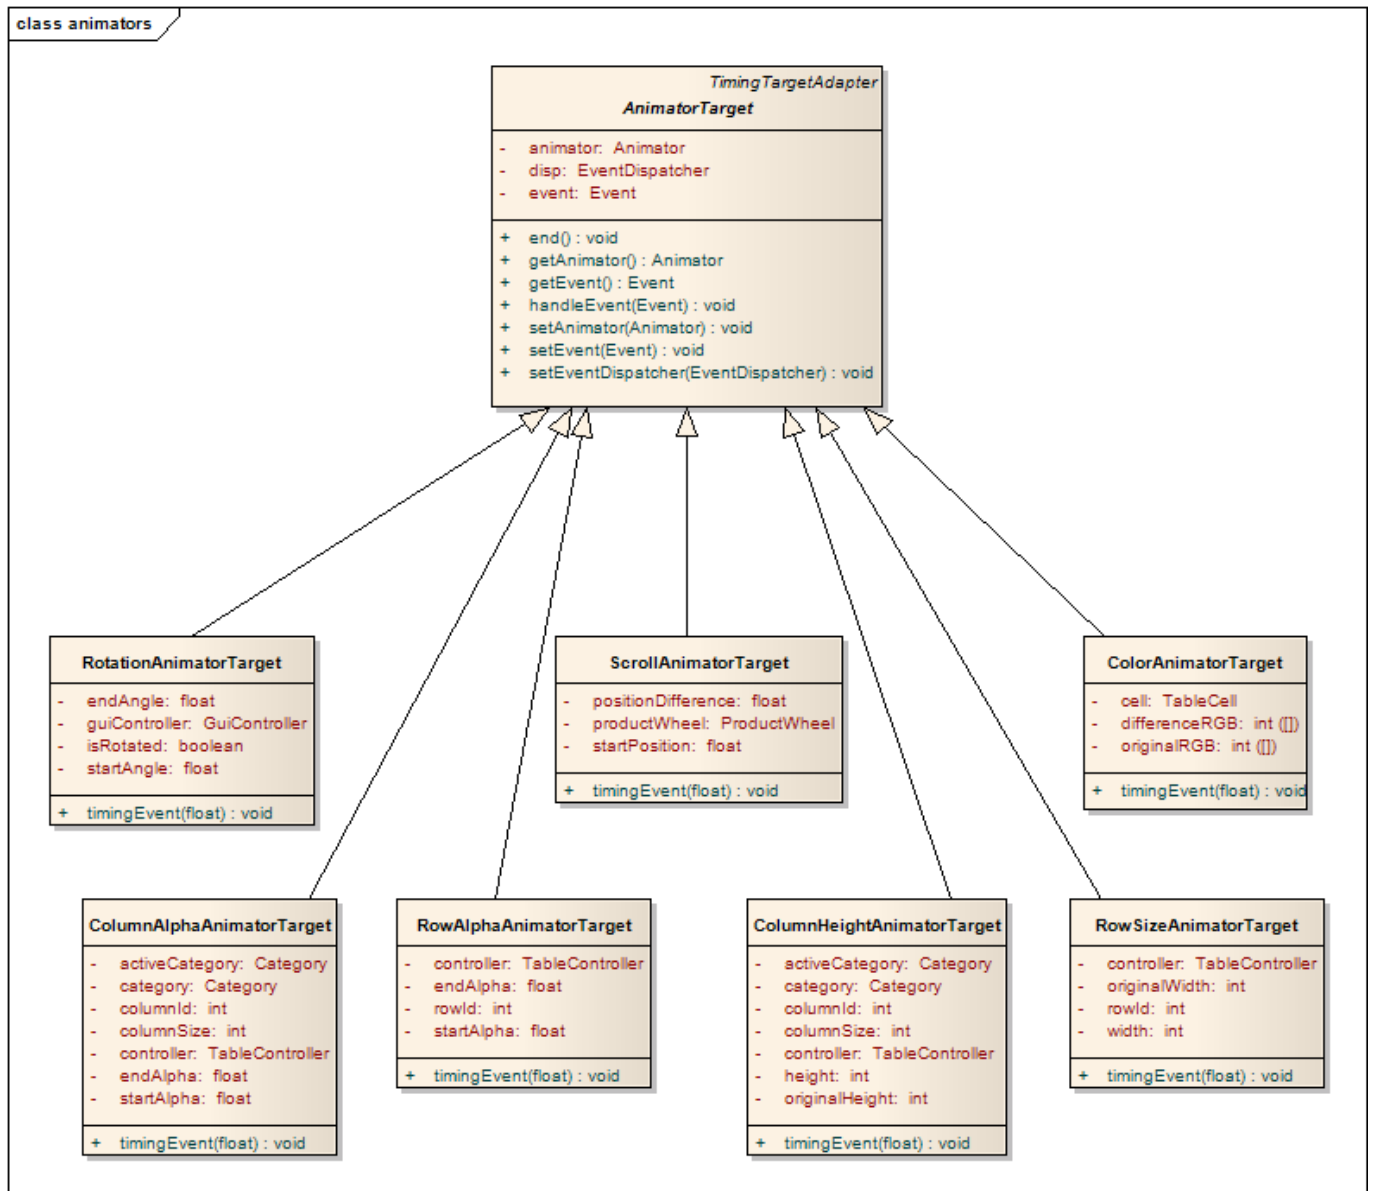 class animators
TimingTargetAdapter
AnimatorTarget
- animator: Animator
- disp: EventDispatcher
- event: Event
+ end() : void
+ getAnimator() : Animator
+ getEvent() : Event
+ handleEvent(Event) : void
+ setAnimator(Animator) : void
+ setEvent(Event) : void
+ setEventDispatcher(EventDispatcher) : void
RotationAnimatorTarget
- endAngle: float
- guiController: GuiController
- isRotated: boolean
- startAngle: float
+ timingEvent(float) : void
ScrollAnimatorTarget
- positionDifference: float
- productWheel: ProductWheel
- startPosition: float
+ timingEvent(float) : void
ColorAnimatorTarget
- cell: TableCell
- differenceRGB: int ([])
- originalRGB: int ([])
+ timingEvent(float) : void
ColumnAlphaAnimatorTarget
- activeCategory: Category
- category: Category
- columnId: int
- columnSize: int
- controller: TableController
- endAlpha: float
- startAlpha: float
+ timingEvent(float) : void
RowAlphaAnimatorTarget
- controller: TableController
- endAlpha: float
- rowId: int
- startAlpha: float
+ timingEvent(float) : void
ColumnHeightAnimatorTarget
- activeCategory: Category
- category: Category
- columnId: int
- columnSize: int
- controller: TableController
- height: int
- originalHeight: int
+ timingEvent(float) : void
RowSizeAnimatorTarget
- controller: TableController
- originalWidth: int
- rowId: int
- width: int
+ timingEvent(float) : void